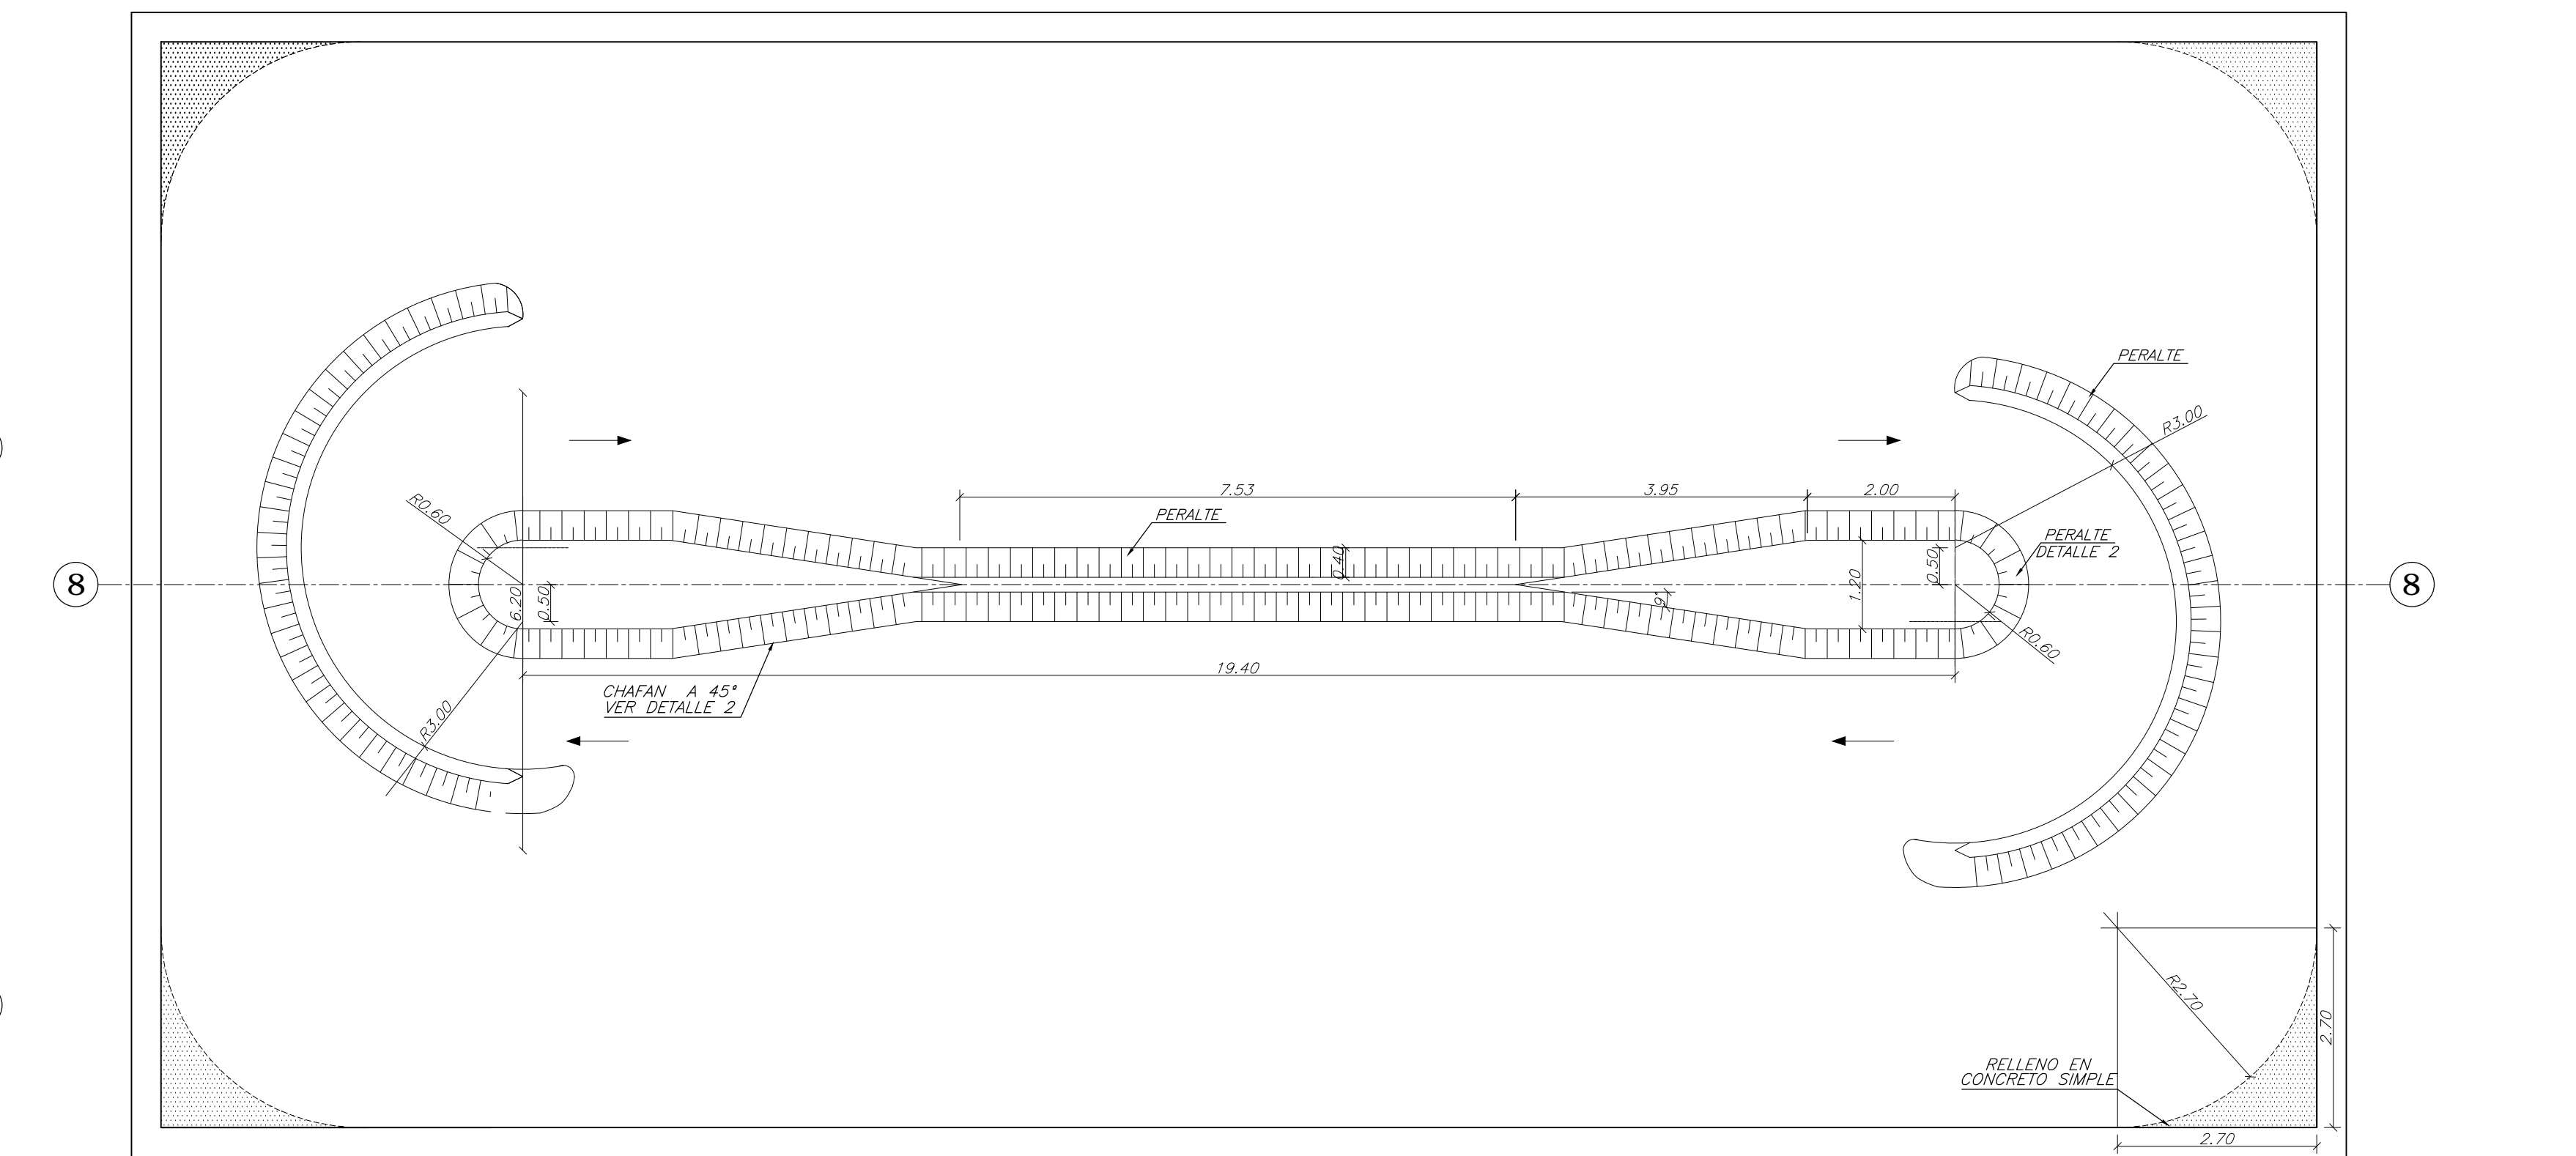 PERALTE
R3.00
7.53
3.95
2.00
R0.60
PERALTE
PERALTE
DETALLE 2
0.40
0.50
8
8
6.20
0.50
1.20
9°
R0.60
19.40
CHAFAN A 45°
VER DETALLE 2
R3.00
R2.70
2.70
RELLENO EN
CONCRETO SIMPLE
2.70